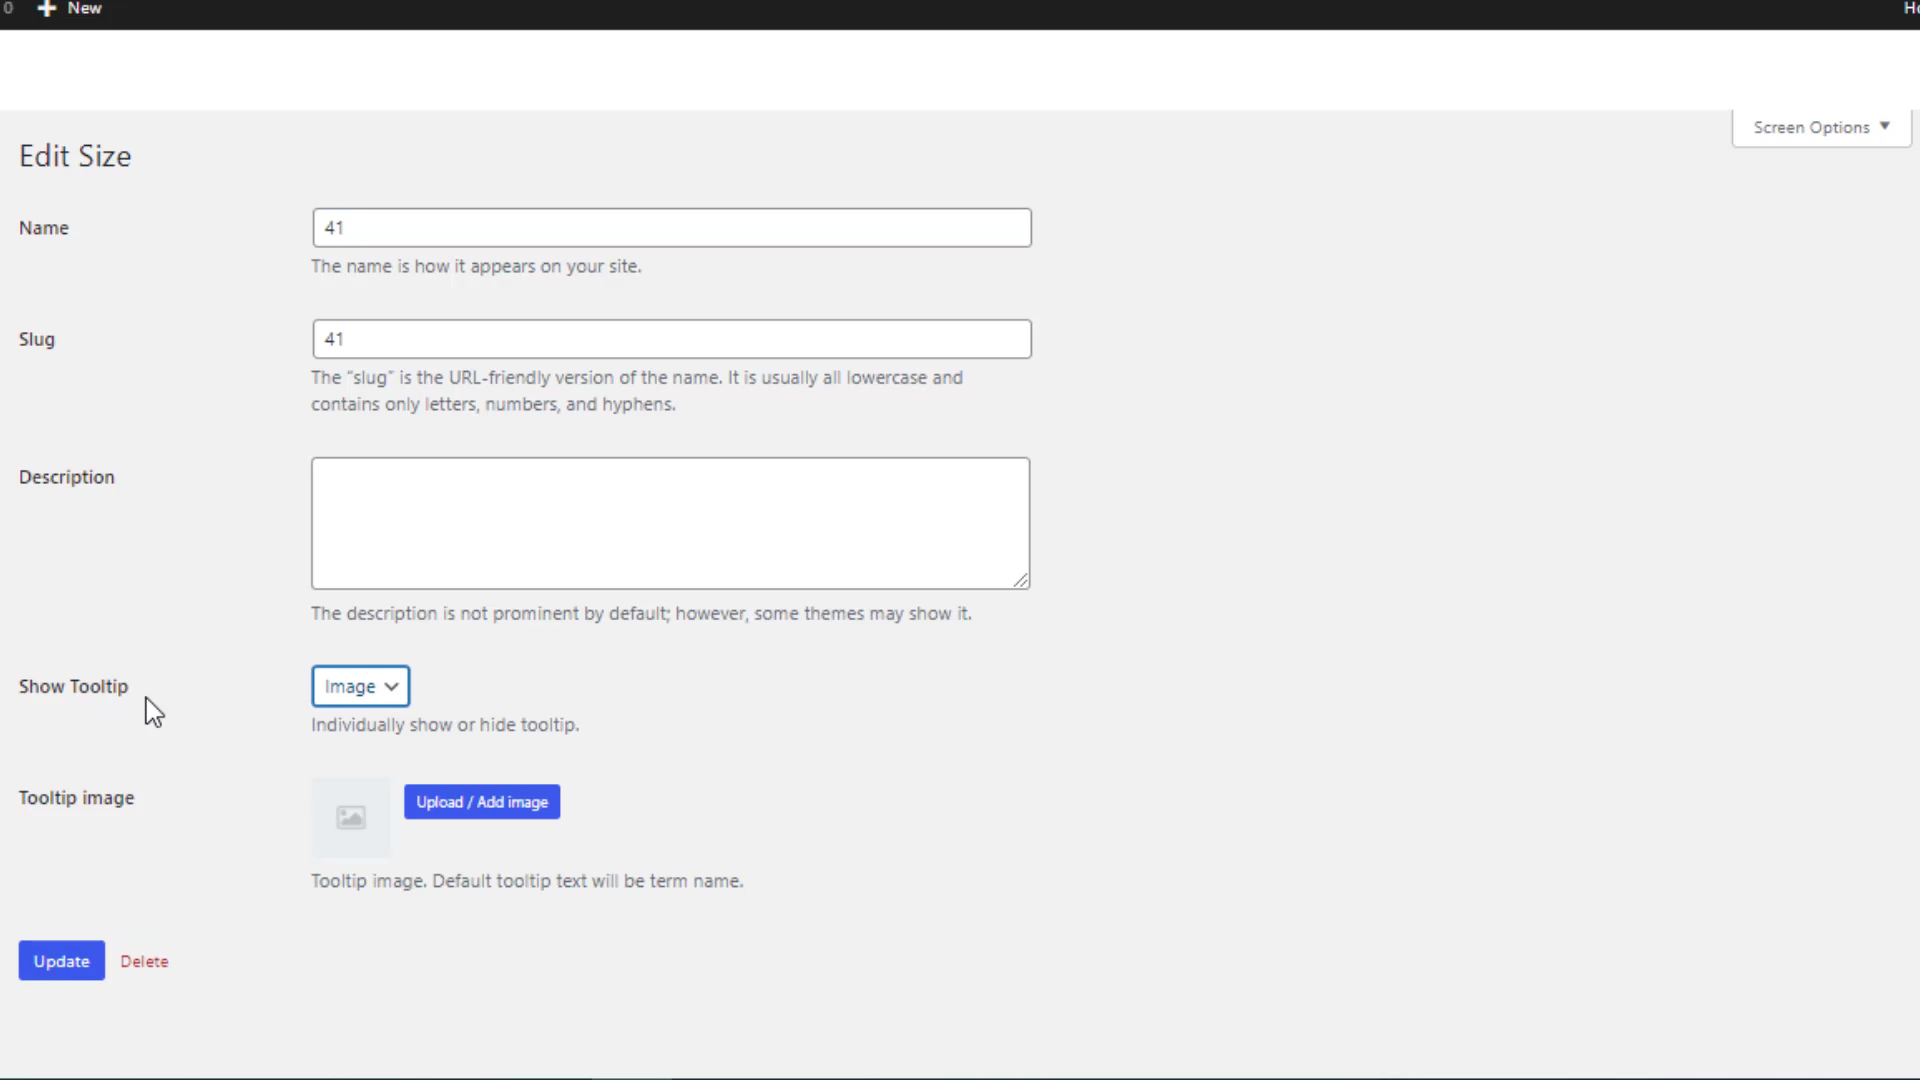 0 New
Screen Options
Edit Size
Name
41
The name is how it appears on your site.
Slug
41
The “slug” is the URL-friendly version of the name. It is usually all lowercase and
contains only letters, numbers, and hyphens.
Description
The description is not prominent by default; however, some themes may show it.
Show Tooltip
Image
Individually show or hide tooltip.
Tooltip image
Upload / Add image
Tooltip image. Default tooltip text will be term name.
Update Delete